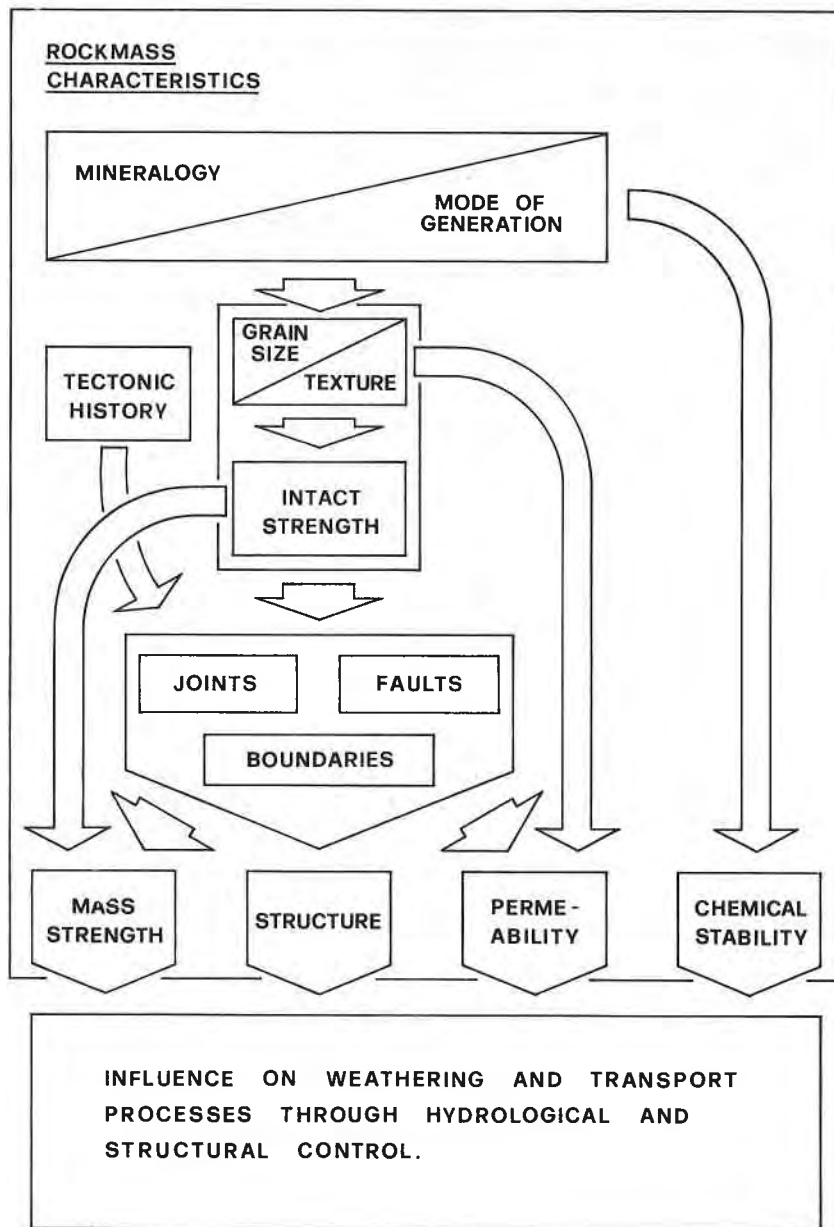 ROCKMASS
CHARACTERISTICS
MINERALOGY
MODE OF
GENERATION
GRAIN
SIZE
TEXTURE
TECTONIC
HISTORY
INTACT
STRENGTH
JOINTS
FAULTS
BOUNDARIES
MASS
STRENGTH
STRUCTURE
PERME-
ABILITY
CHEMICAL
STABILITY
INFLUENCE ON WEATHERING AND TRANSPORT
PROCESSES THROUGH HYDROLOGICAL AND
STRUCTURAL CONTROL.